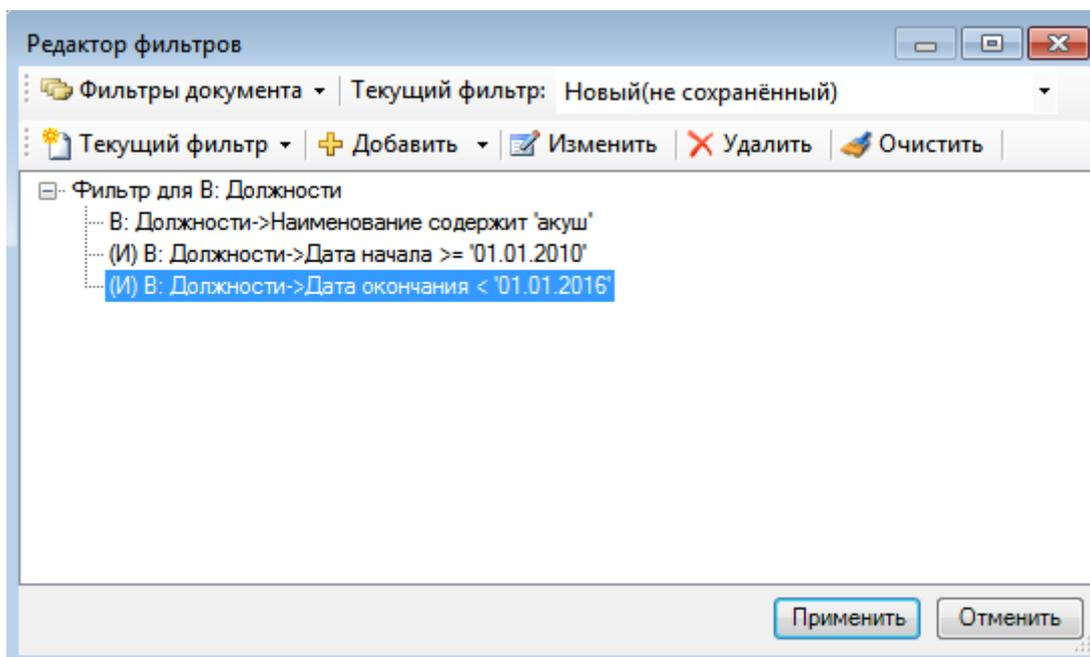 Редактор фильтров
Фильтры документа Текущий фильтр: Новый(не сохранённый)
Текущий фильтр Добавить Изменить Удалить Очистить
Фильтр для В: Должности
В: Должности->Наименование содержит 'акуш'
(И) В: Должности->Дата начала >= '01.01.2010'
(И) В: Должности->Дата окончания < '01.01.2016'
Применить Отменить